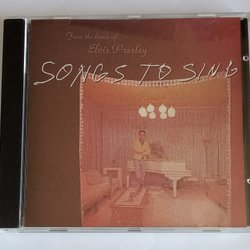 From the home of
Elvis Presley
SONGS TO SING